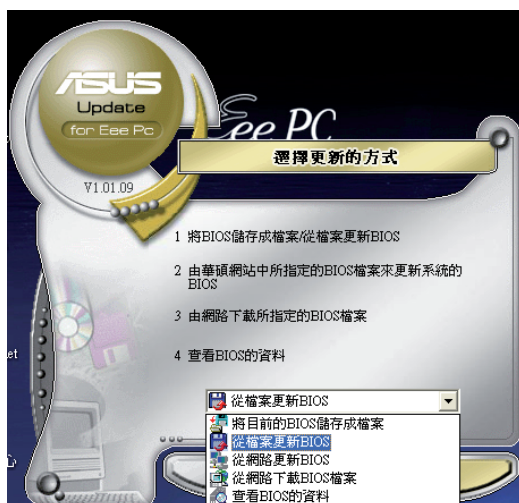 ASUS
Update
for Eee Pc
Eee PC
選擇更新的方式
V1.01.09
1 將BIOS儲存成檔案/從檔案更新BIOS
2 由華碩網站中所指定的BIOS檔案來更新系統的
BIOS
3 由網路下載所指定的BIOS檔案
4 查看BIOS的資料
et
從檔案更新BIOS
將目前的BIOS儲存成檔案
從檔案更新BIOS
從網路更新BIOS
從網路下載BIOS檔案
查看BIOS的資料